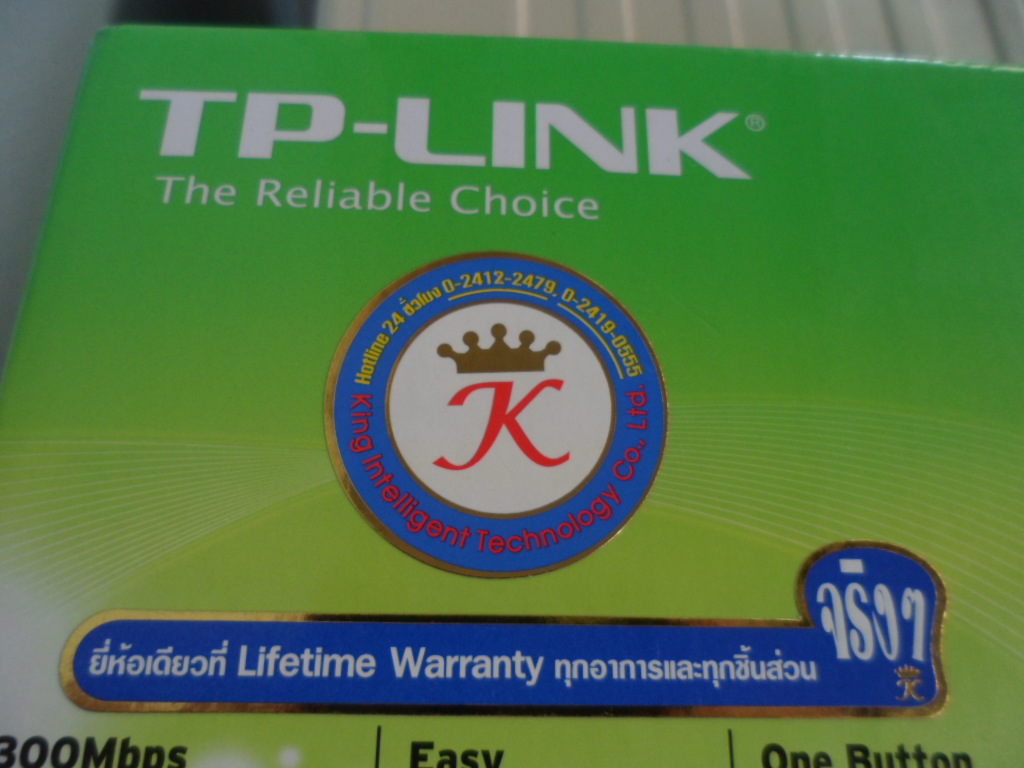 TP-LINK®
The Reliable Choice
Hotline 24 ชั่วโมง 0-2412-2479, 0-2419-0555
K
King Intelligent Technology Co., Ltd.
จริงๆ
ยี่ห้อเดียวที่ Lifetime Warranty ทุกอาการและทุกชิ้นส่วน
K
300Mbps
Easy
One Button